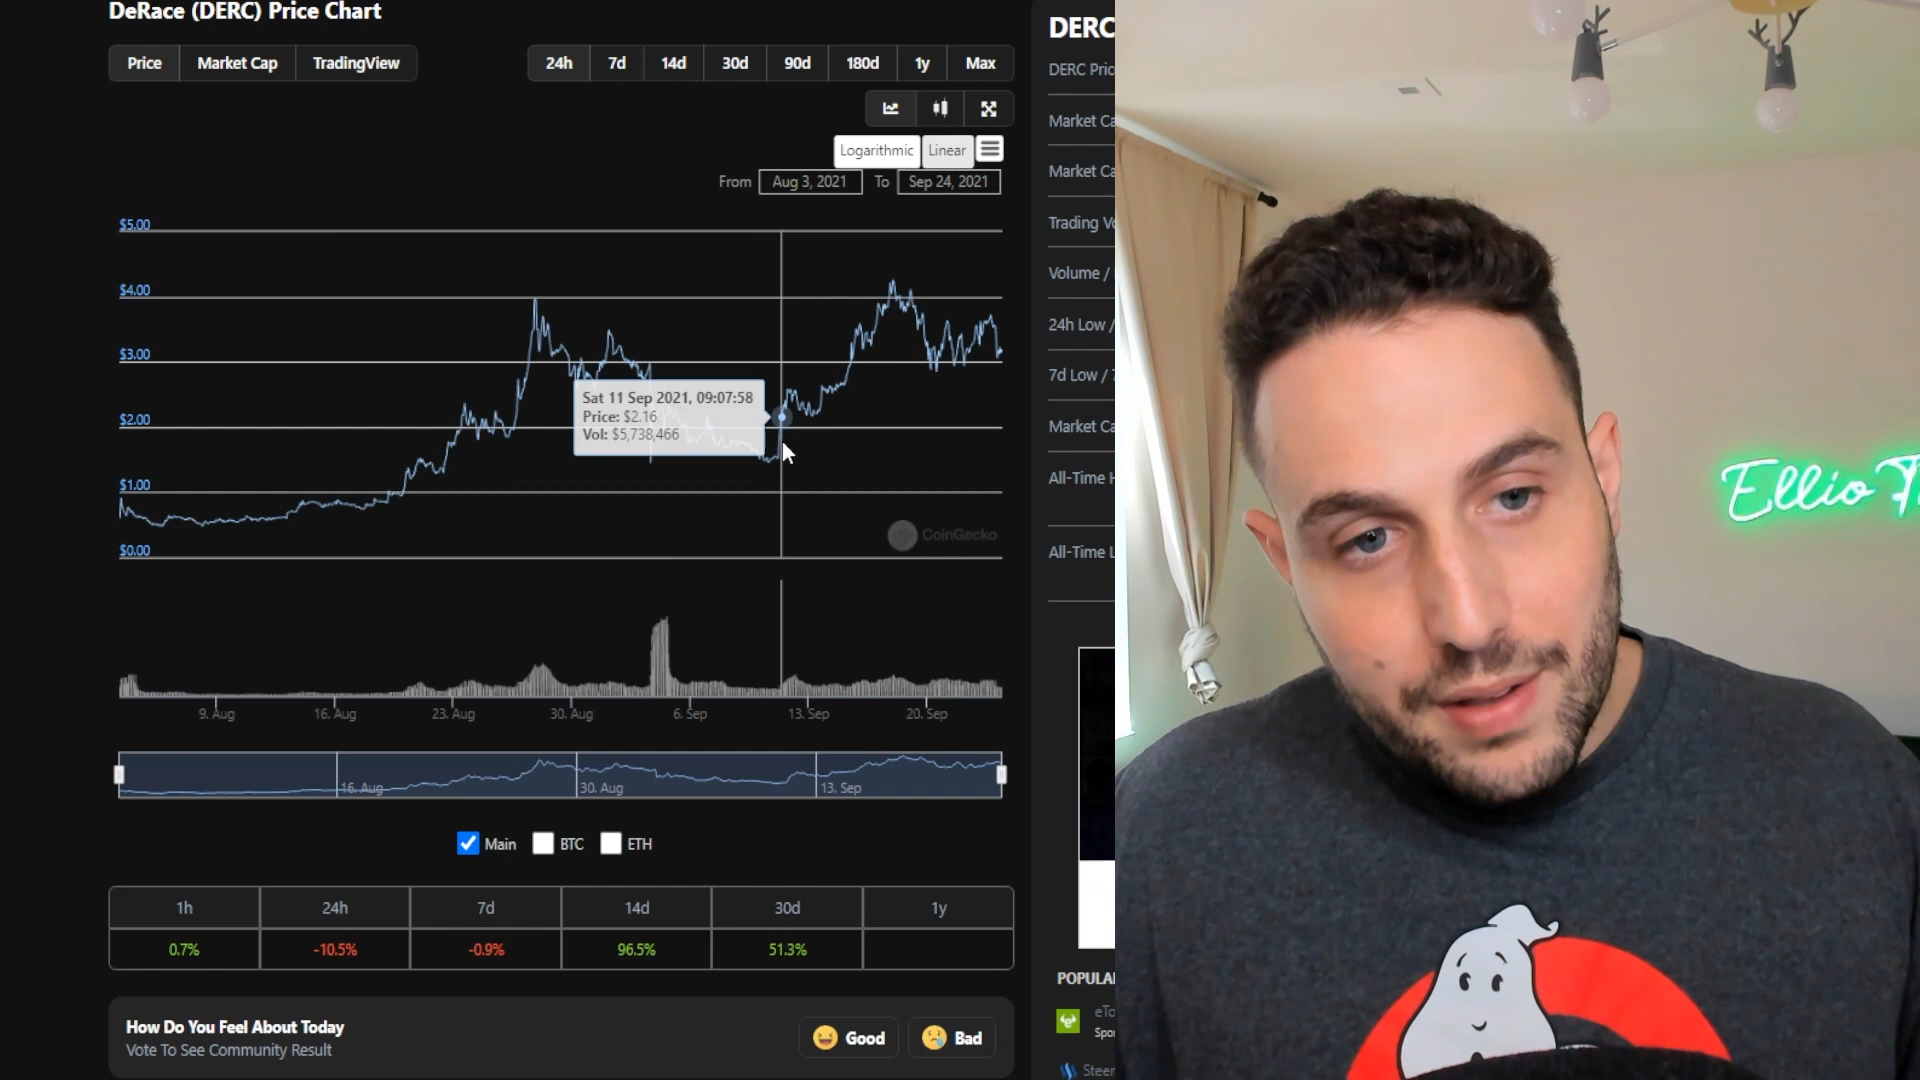 DeRace (DERC) Price Chart
Price Market Cap TradingView
24h 7d 14d 30d 90d 180d 1y Max
Logarithmic Linear
From Aug 3, 2021 To Sep 24, 2021
$5.00
$4.00
$3.00
$2.00
$1.00
$0.00
Sat 11 Sep 2021, 09:07:58
Price: $2.16
Vol: $5,738,466
CoinGecko
9. Aug 16. Aug 23. Aug 30. Aug 6. Sep 13. Sep 20. Sep
16. Aug 30. Aug 13. Sep
Main BTC ETH
1h 24h 7d 14d 30d 1y
0.7% -10.5% -0.9% 96.5% 51.3%
How Do You Feel About Today
Vote To See Community Result
Good Bad
DERC
DERC Pric
Market Ca
Market Ca
Trading Vo
Volume /
24h Low /
7d Low / 7
Market Ca
All-Time H
All-Time L
POPULA
eTo
Spo
Steem
Ellio